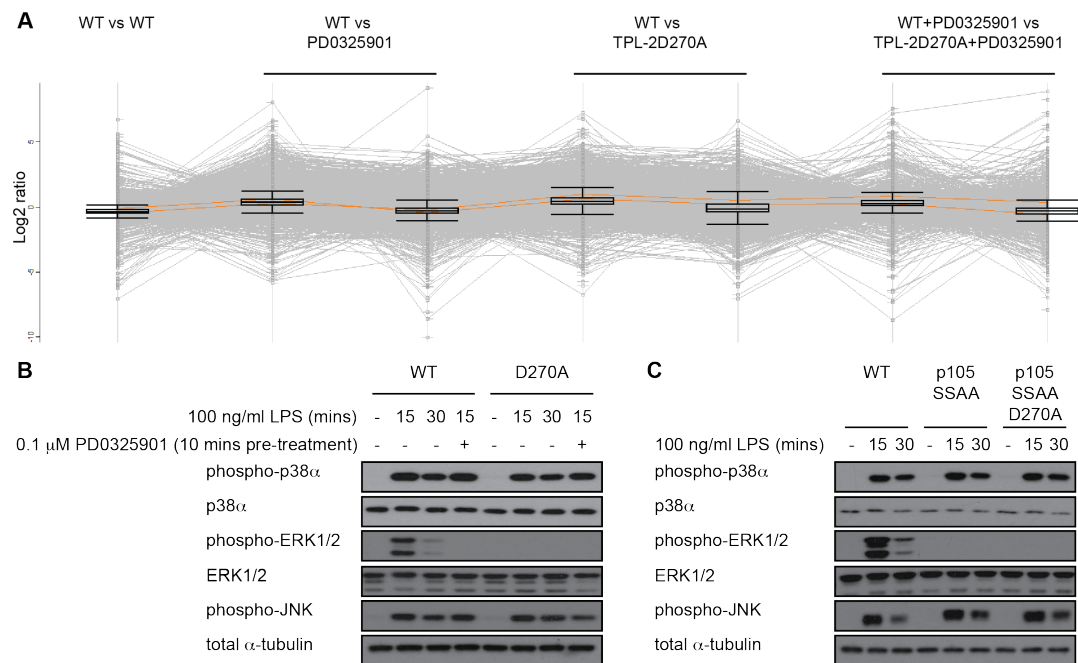 A
WT vs WT
WT vs
PD0325901
WT vs
TPL-2D270A
WT+PD0325901 vs
TPL-2D270A+PD0325901
Log2 ratio
5
0
-5
-10
B
WT
D270A
100 ng/ml LPS (mins)
- 15 30 15 - 15 30 15
0.1 μM PD0325901 (10 mins pre-treatment)
- - - + - - - +
phospho-p38α
p38α
phospho-ERK1/2
ERK1/2
phospho-JNK
total α-tubulin
C
WT
p105
SSAA
p105
SSAA
D270A
100 ng/ml LPS (mins)
- 15 30 - 15 30 - 15 30
phospho-p38α
p38α
phospho-ERK1/2
ERK1/2
phospho-JNK
total α-tubulin